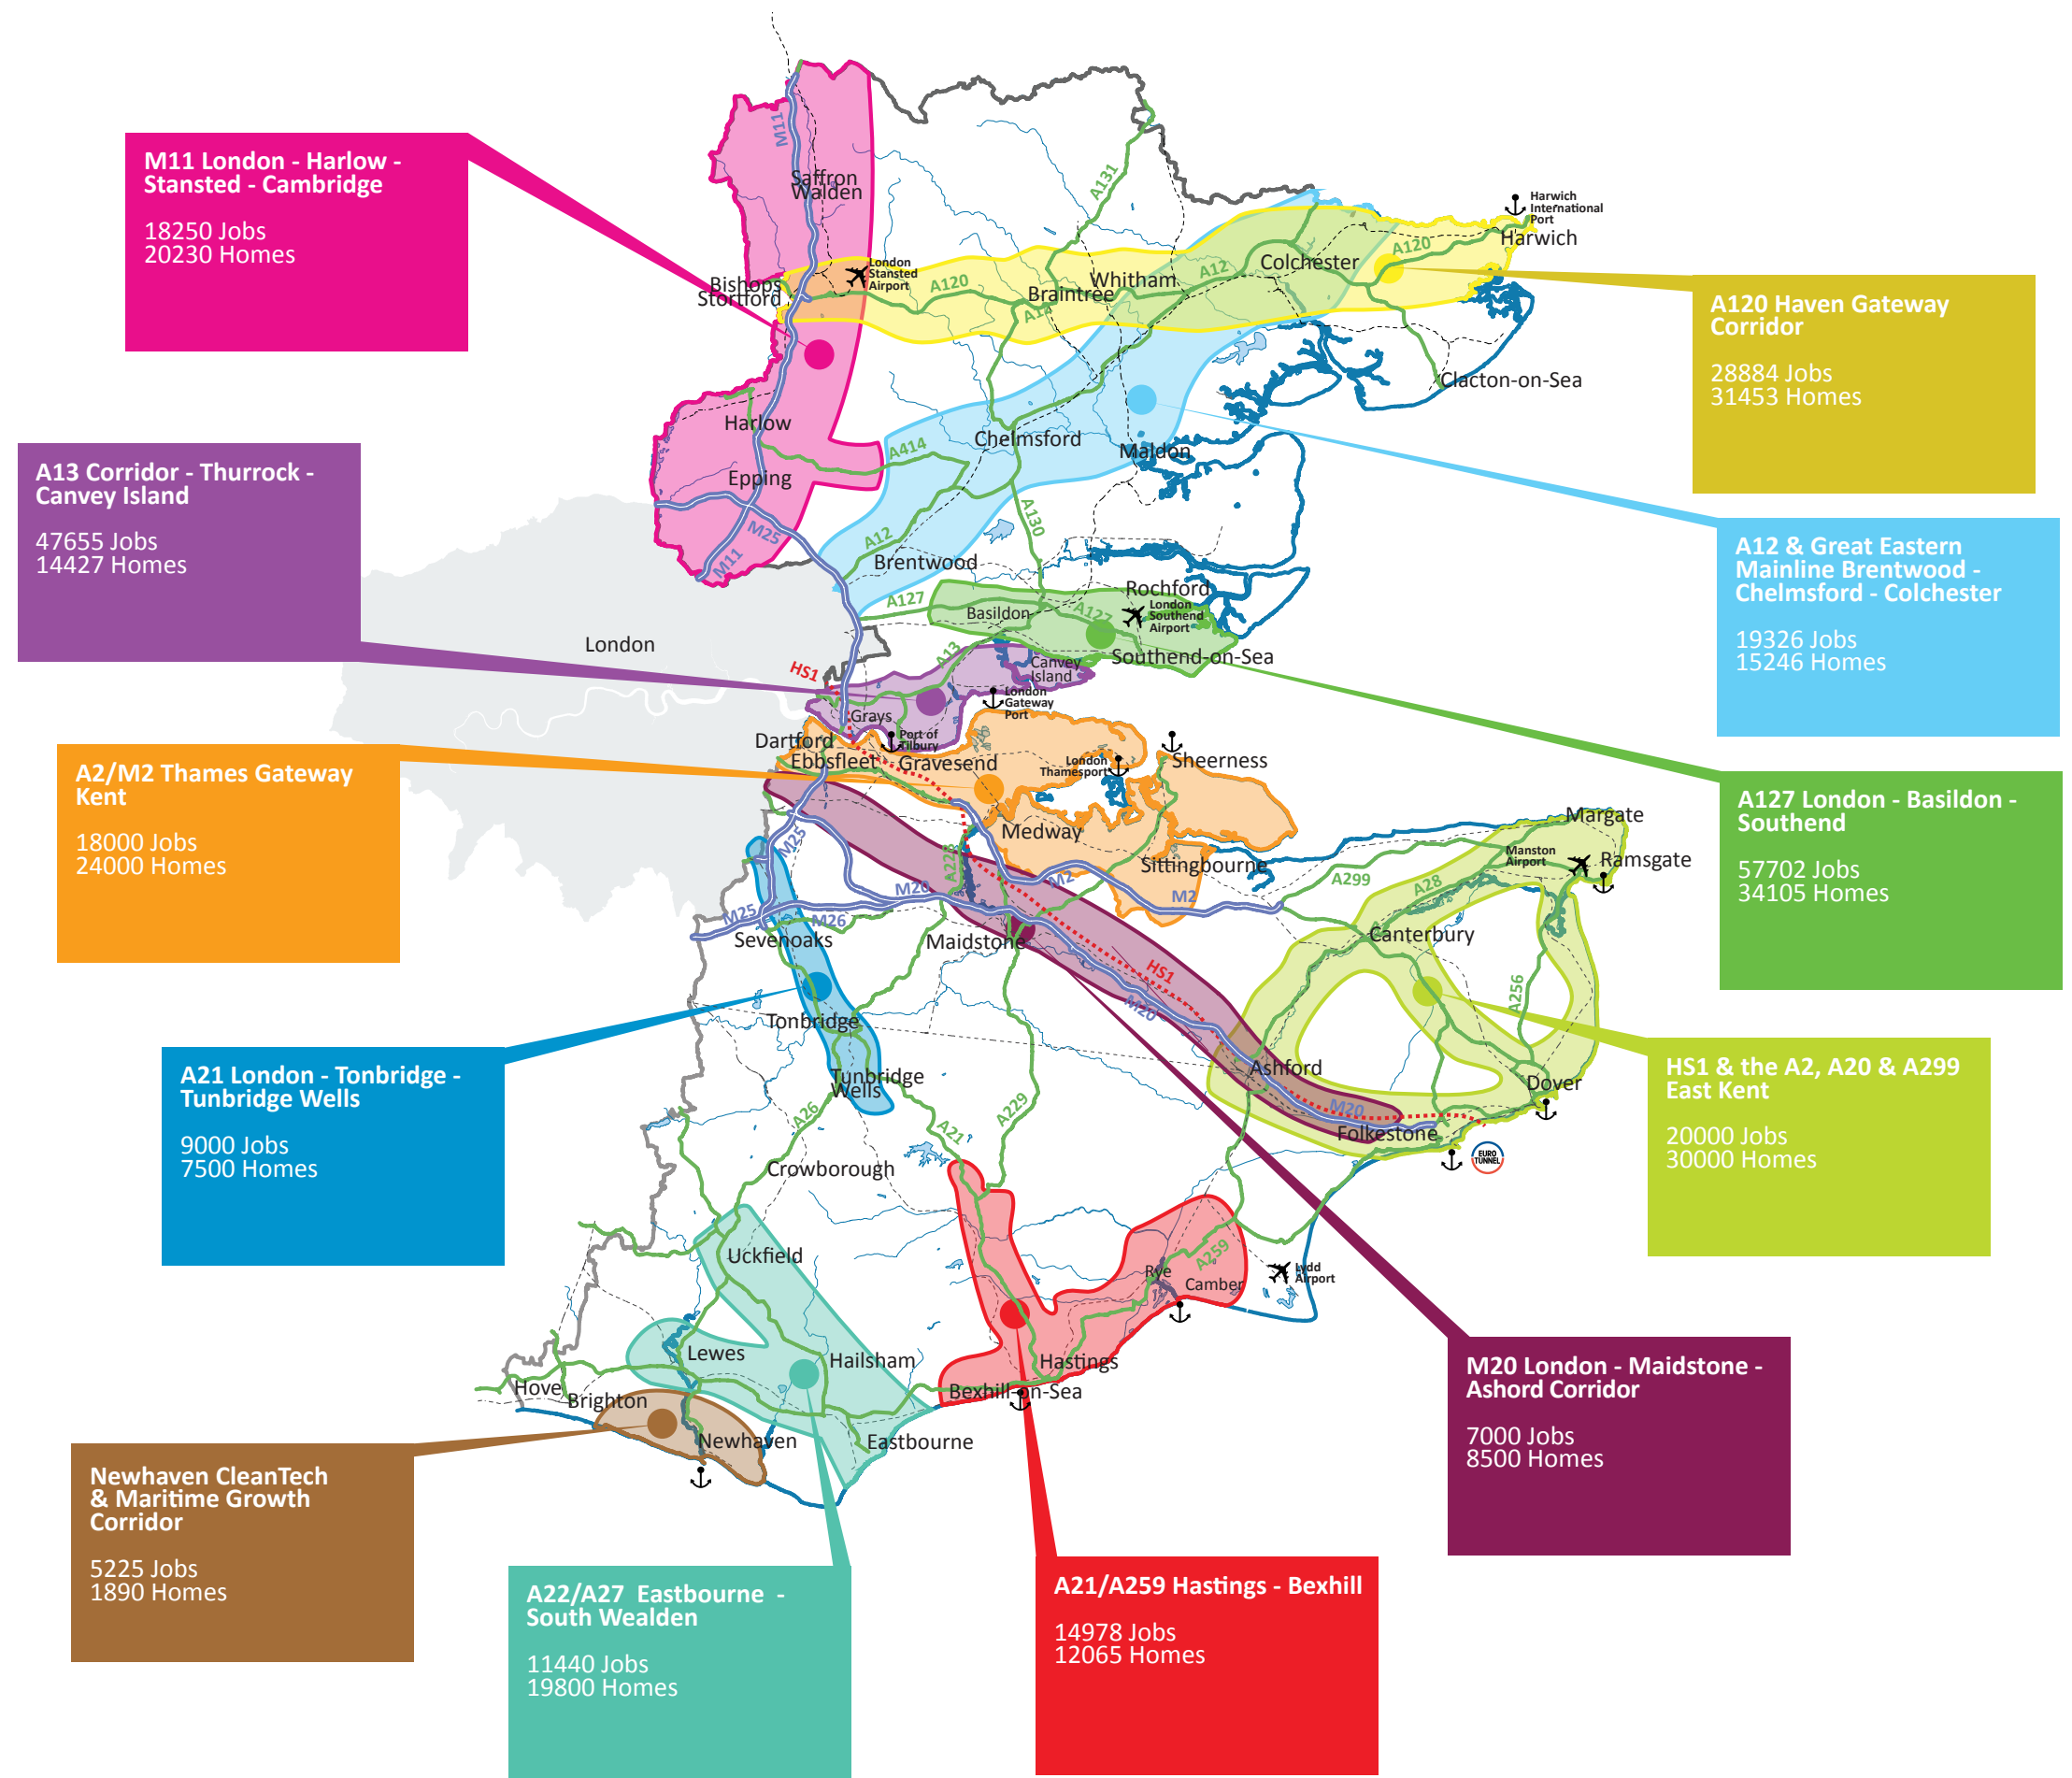 M11 London - Harlow -
Stansted - Cambridge
18250 Jobs
20230 Homes
A13 Corridor - Thurrock -
Canvey Island
47655 Jobs
14427 Homes
A2/M2 Thames Gateway
Kent
18000 Jobs
24000 Homes
A21 London - Tonbridge -
Tunbridge Wells
9000 Jobs
7500 Homes
Newhaven CleanTech
& Maritime Growth
Corridor
5225 Jobs
1890 Homes
A22/A27 Eastbourne -
South Wealden
11440 Jobs
19800 Homes
A21/A259 Hastings - Bexhill
14978 Jobs
12065 Homes
M20 London - Maidstone -
Ashord Corridor
7000 Jobs
8500 Homes
HS1 & the A2, A20 & A299
East Kent
20000 Jobs
30000 Homes
A127 London - Basildon -
Southend
57702 Jobs
34105 Homes
A12 & Great Eastern
Mainline Brentwood -
Chelmsford - Colchester
19326 Jobs
15246 Homes
A120 Haven Gateway
Corridor
28884 Jobs
31453 Homes
M11
Saffron
Walden
A131
Harwich
International
Port
Harwich
A120
Colchester
London
Stansted
Airport
Bishops
Stortford
A120
Braintree
Whitham
A12
A12
Clacton-on-Sea
Harlow
A414
Chelmsford
Maldon
Epping
M25
M11
A12
A130
Brentwood
Rochford
A127
Basildon
A127
London
Southend
Airport
Southend-on-Sea
London
HS1
A13
Canvey
Island
London
Gateway
Port
Grays
Port of
Tilbury
Dartford
Ebbsfleet
Gravesend
London
Thamesport
Sheerness
Medway
Sittingbourne
Margate
Manston
Airport
Ramsgate
M25
A228
M20
M2
M2
A299
A28
M25
M26
Sevenoaks
Maidstone
Canterbury
HS1
M20
A256
Tonbridge
Ashford
Dover
Tunbridge
Wells
A26
A21
A229
M20
Folkestone
EURO
TUNNEL
Crowborough
Uckfield
Rye
A259
Camber
Lydd
Airport
Lewes
Hailsham
Hastings
Hove
Brighton
Bexhill-on-Sea
Newhaven
Eastbourne